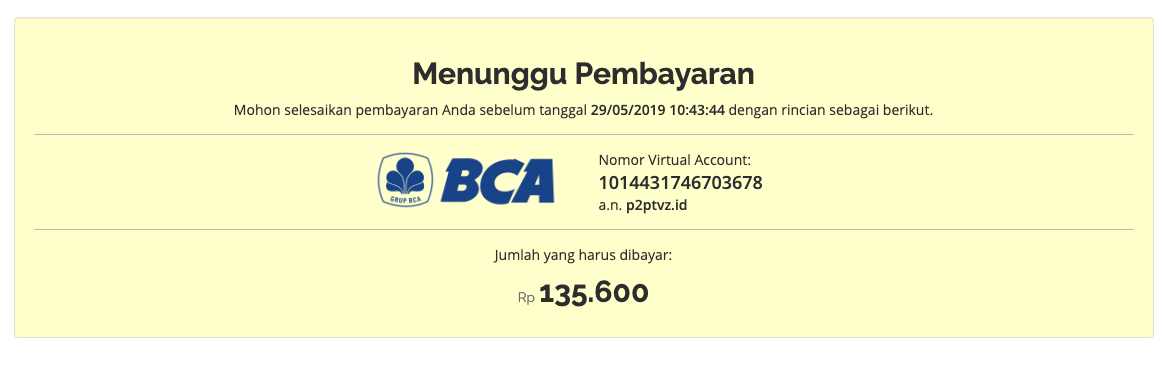 Menunggu Pembayaran
Mohon selesaikan pembayaran Anda sebelum tanggal 29/05/2019 10:43:44 dengan rincian sebagai berikut.
GRUP BCA
BCA
Nomor Virtual Account:
1014431746703678
a.n. p2ptvz.id
Jumlah yang harus dibayar:
Rp 135.600